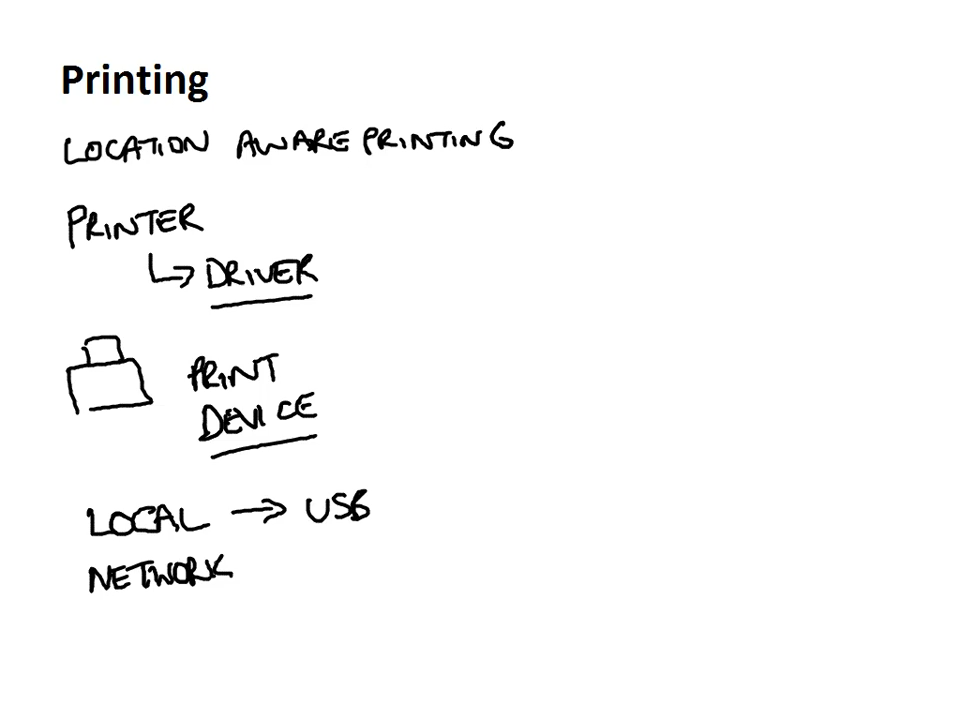 Printing
LOCATION AWARE PRINTING
PRINTER
↳ DRIVER
PRINT
DEVICE
LOCAL → USB
NETWORK